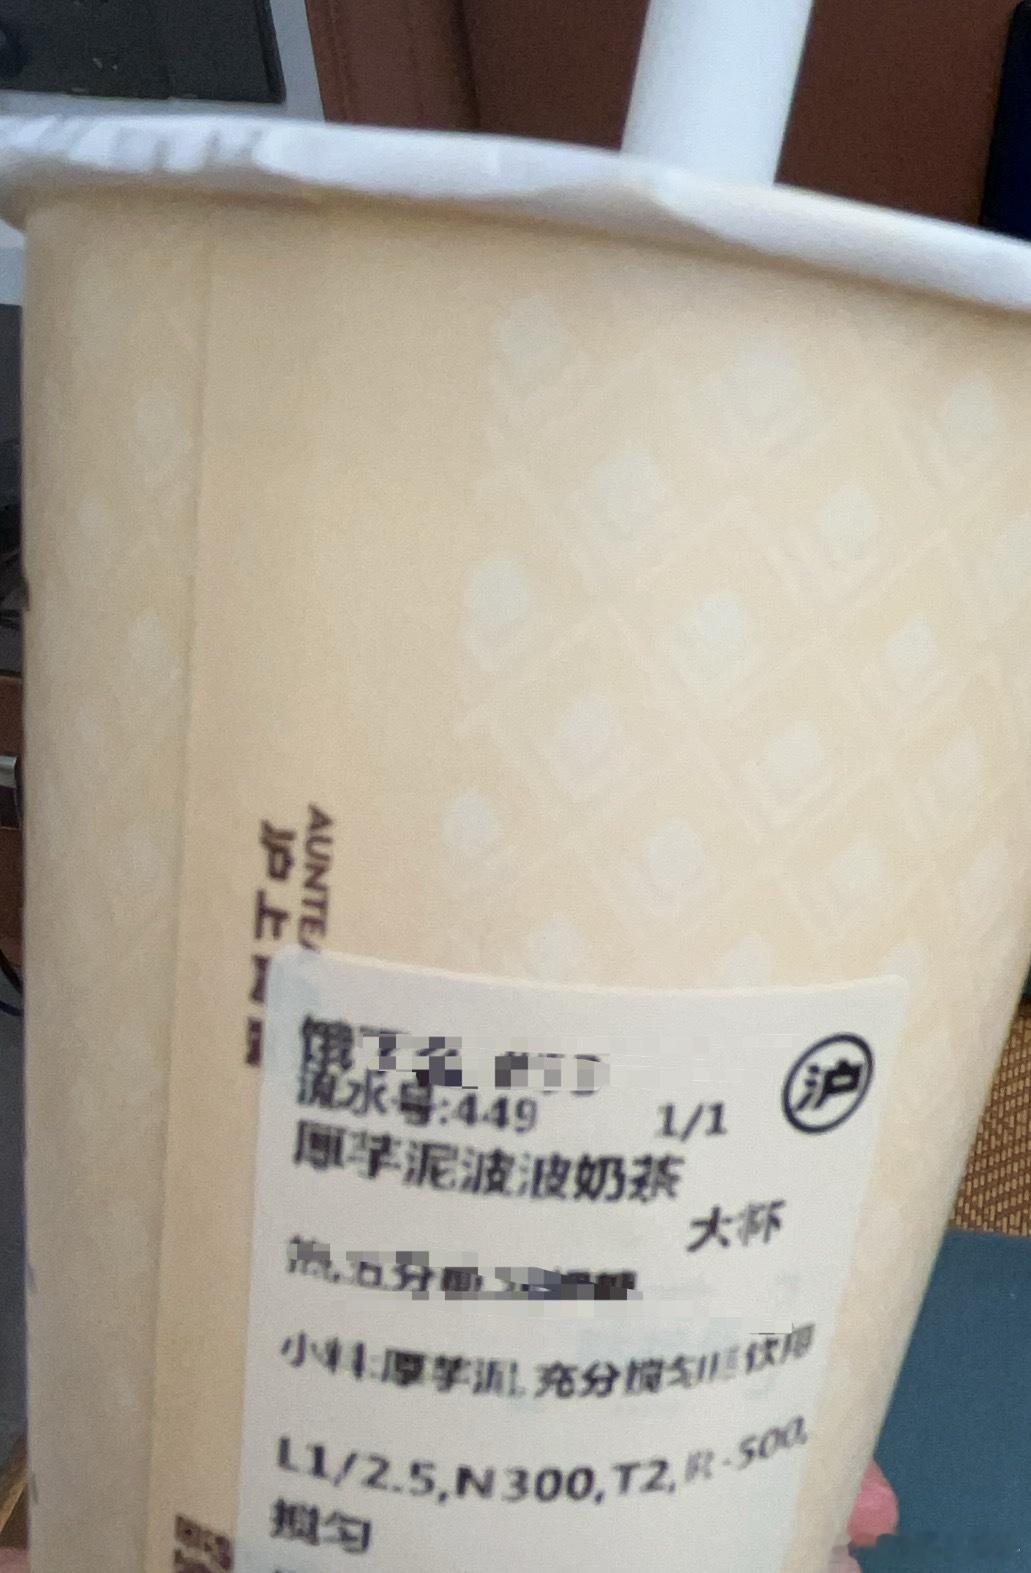 AUNTEA
沪上
饿了么
沪
流水号:449 1/1
厚芋泥波波奶茶
大杯
小料:厚芋泥,充分搅匀后饮用
L1/2.5,N300,T2,R-500,
搅匀